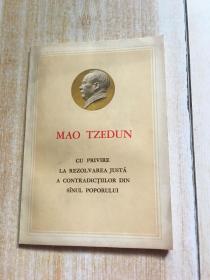 MAO TZEDUN
CU PRIVIRE
LA REZOLVAREA JUSTĂ
A CONTRADICȚIILOR DIN
SÎNUL POPORULUI